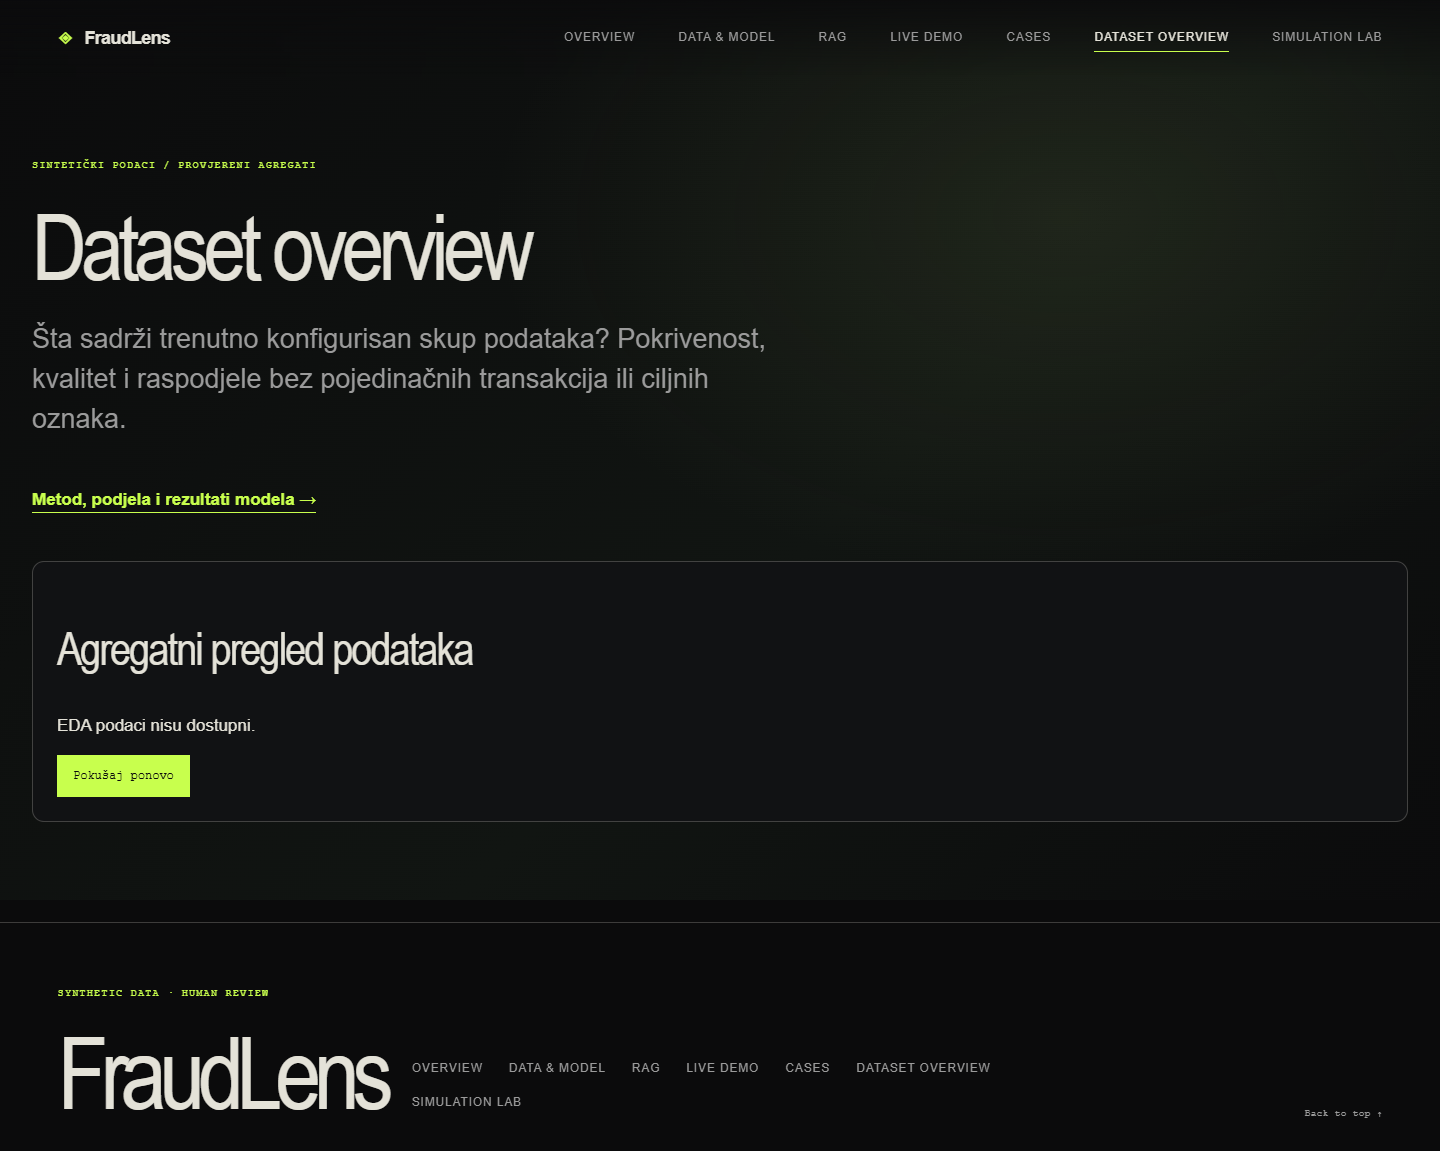 FraudLens
OVERVIEW
DATA & MODEL
RAG
LIVE DEMO
CASES
DATASET OVERVIEW
SIMULATION LAB
SINTETIČKI PODACI / PROVJERENI AGREGATI
Dataset overview
Šta sadrži trenutno konfigurisan skup podataka? Pokrivenost,
kvalitet i raspodjele bez pojedinačnih transakcija ili ciljnih
oznaka.
Metod, podjela i rezultati modela →
Agregatni pregled podataka
EDA podaci nisu dostupni.
Pokušaj ponovo
SYNTHETIC DATA · HUMAN REVIEW
FraudLens
OVERVIEW
DATA & MODEL
RAG
LIVE DEMO
CASES
DATASET OVERVIEW
SIMULATION LAB
Back to top ↑